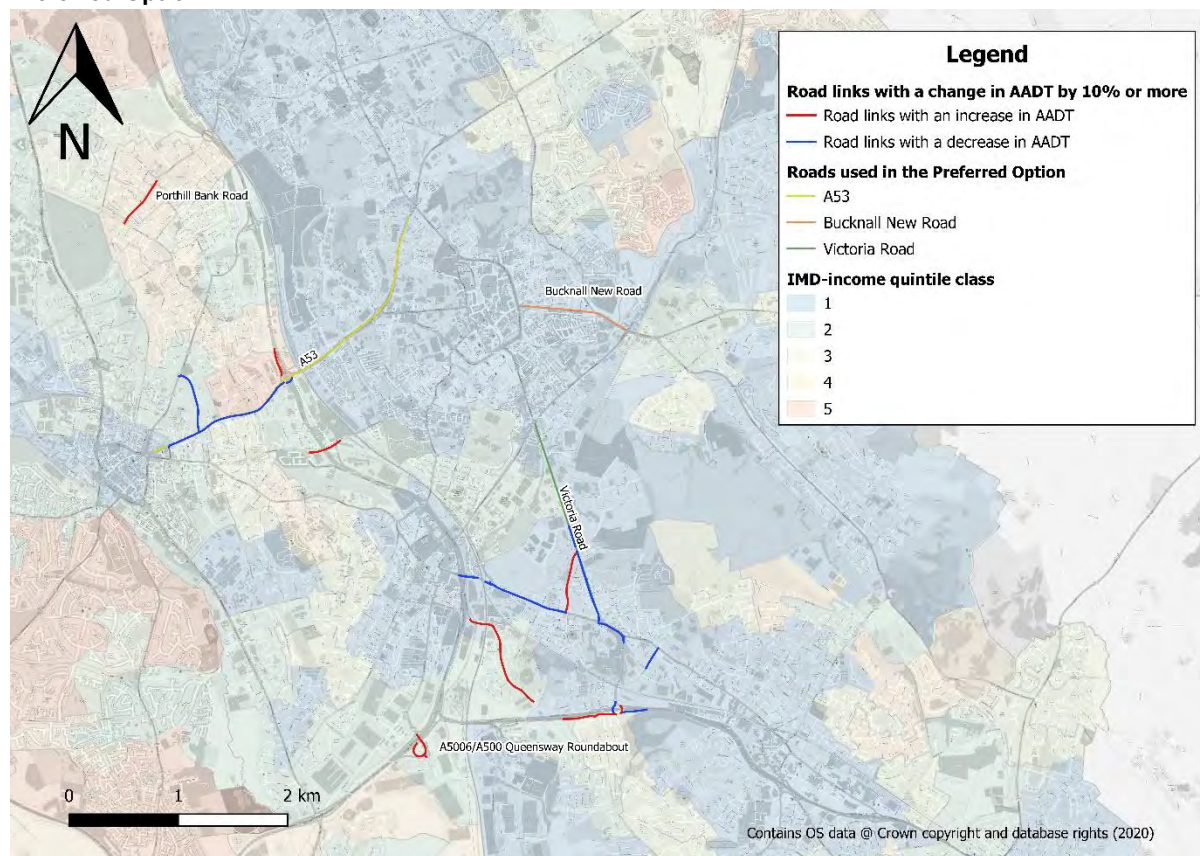 N
Porthill Bank Road
A53
Bucknall New Road
Victoria Road
A5006/A500 Queensway Roundabout
0 1 2 km
Legend
Road links with a change in AADT by 10% or more
Road links with an increase in AADT
Road links with a decrease in AADT
Roads used in the Preferred Option
A53
Bucknall New Road
Victoria Road
IMD-income quintile class
1
2
3
4
5
Contains OS data @ Crown copyright and database rights (2020)